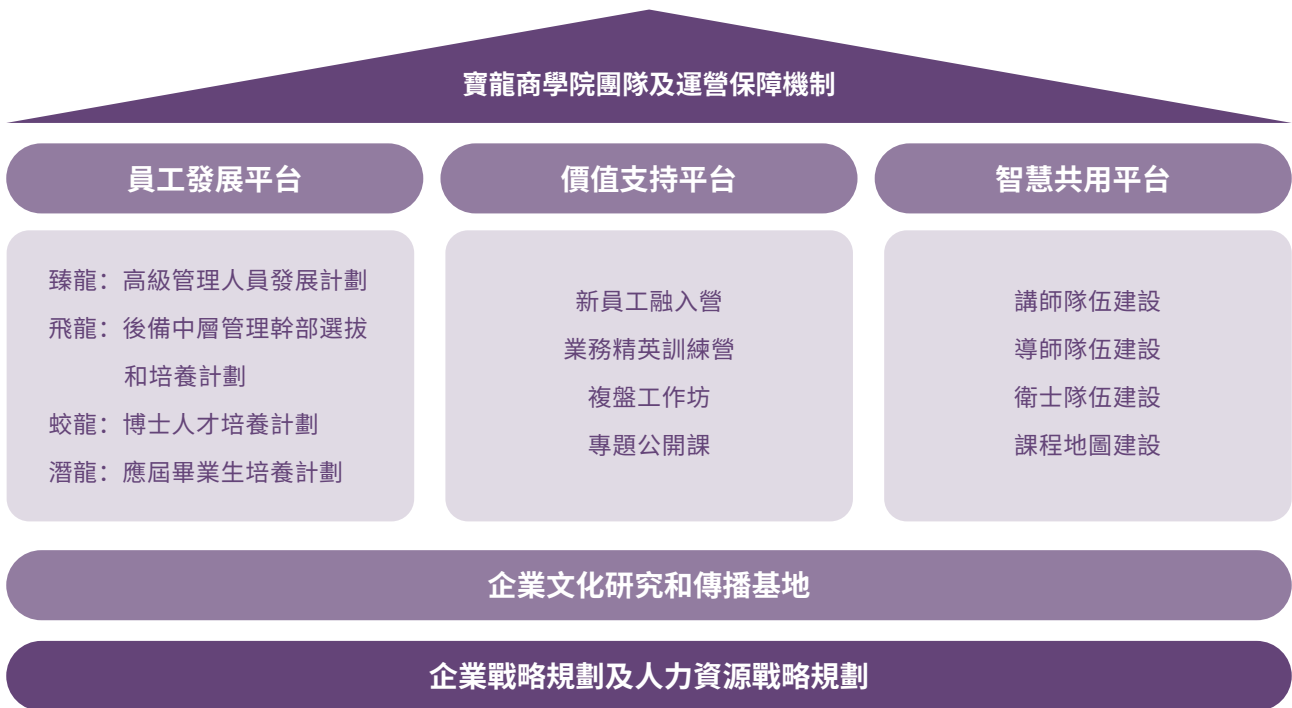 寶龍商學院團隊及運營保障機制
員工發展平台
臻龍：高級管理人員發展計劃
飛龍：後備中層管理幹部選拔
和培養計劃
蛟龍：博士人才培養計劃
潛龍：應屆畢業生培養計劃
價值支持平台
新員工融入營
業務精英訓練營
複盤工作坊
專題公開課
智慧共用平台
講師隊伍建設
導師隊伍建設
衛士隊伍建設
課程地圖建設
企業文化研究和傳播基地
企業戰略規劃及人力資源戰略規劃